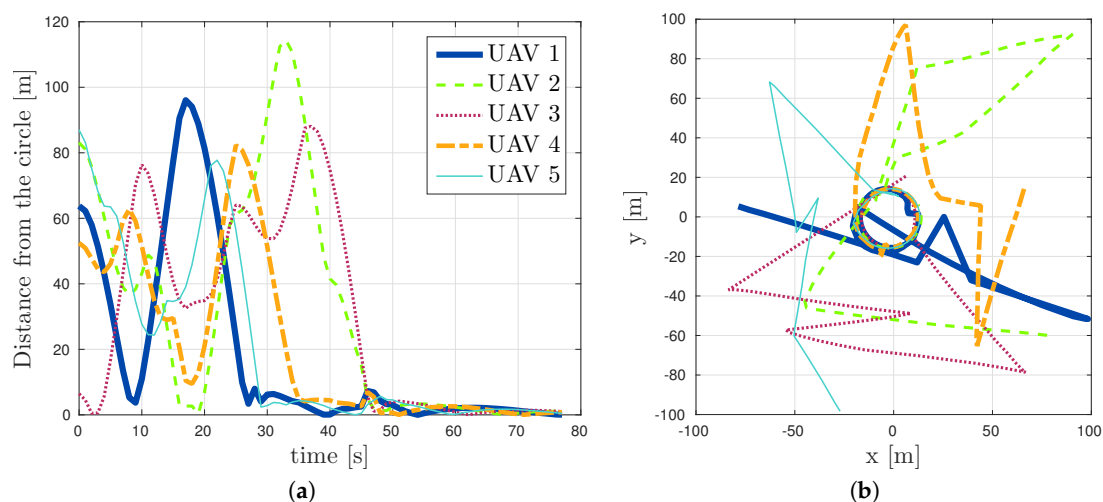 120
100
80
60
40
20
0
0 10 20 30 40 50 60 70 80
Distance from the circle [m]
time [s]
UAV 1
UAV 2
UAV 3
UAV 4
UAV 5
(a)
100
80
60
40
20
0
-20
-40
-60
-80
-100
-100 -50 0 50 100
y [m]
x [m]
(b)